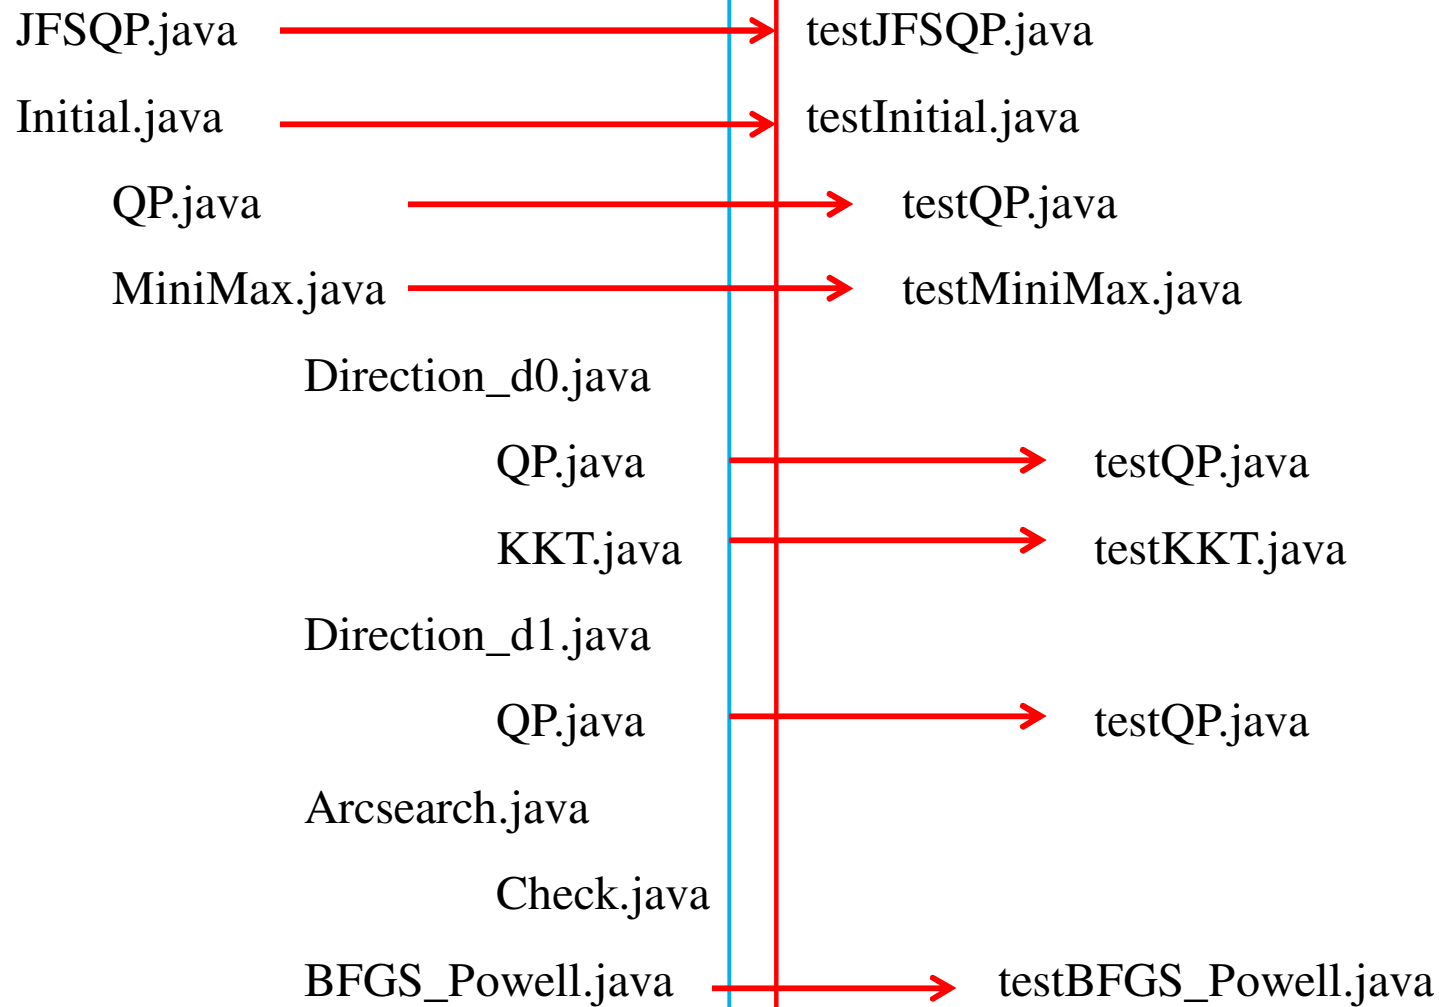 JFSQP.java testJFSQP.java
Initial.java testInitial.java
QP.java testQP.java
MiniMax.java testMiniMax.java
Direction_d0.java
QP.java testQP.java
KKT.java testKKT.java
Direction_d1.java
QP.java testQP.java
Arcsearch.java
Check.java
BFGS_Powell.java testBFGS_Powell.java